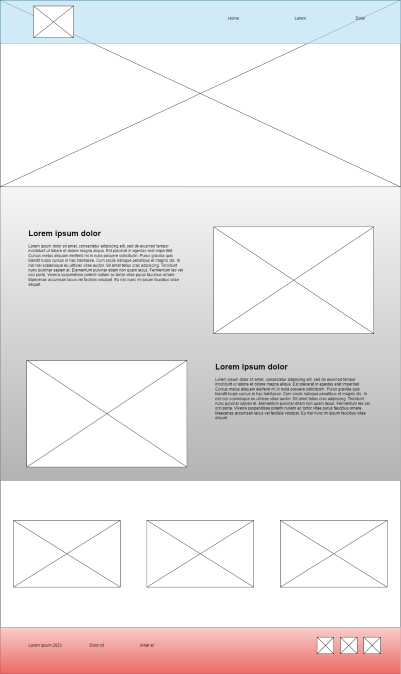 Home
Lorem
Dolor
Lorem ipsum dolor
Lorem ipsum dolor sit amet, consectetur adipiscing elit, sed do eiusmod tempor
incididunt ut labore et dolore magna aliqua. Est placerat in egestas erat imperdiet.
Cursus metus aliquam eleifend mi in nulla posuere sollicitudin. Purus gravida quis
blandit turpis cursus in hac habitasse. Cum sociis natoque penatibus et magnis dis. In
nisl nisi scelerisque eu ultrices vitae auctor. Sit amet tellus cras adipiscing. Tincidunt
nunc pulvinar sapien et. Elementum pulvinar etiam non quam lacus. Fermentum leo vel
orci porta. Viverra suspendisse potenti nullam ac tortor vitae purus faucibus ornare.
Maecenas accumsan lacus vel facilisis. Eu nisl nunc mi ipsum faucibus vitae
aliquet.
Lorem ipsum dolor
Lorem ipsum dolor sit amet, consectetur adipiscing elit, sed do eiusmod tempor
incididunt ut labore et dolore magna aliqua. Est placerat in egestas erat imperdiet.
Cursus metus aliquam eleifend mi in nulla posuere sollicitudin. Purus gravida quis
blandit turpis cursus in hac habitasse. Cum sociis natoque penatibus et magnis dis. In
nisl nisi scelerisque eu ultrices vitae auctor. Sit amet tellus cras adipiscing. Tincidunt
nunc pulvinar sapien et. Elementum pulvinar etiam non quam lacus. Fermentum leo vel
orci porta. Viverra suspendisse potenti nullam ac tortor vitae purus faucibus ornare.
Maecenas accumsan lacus vel facilisis. Eu nisl nunc mi ipsum faucibus vitae
aliquet.
Lorem ipsum 2023
Dolor sit
Amet et